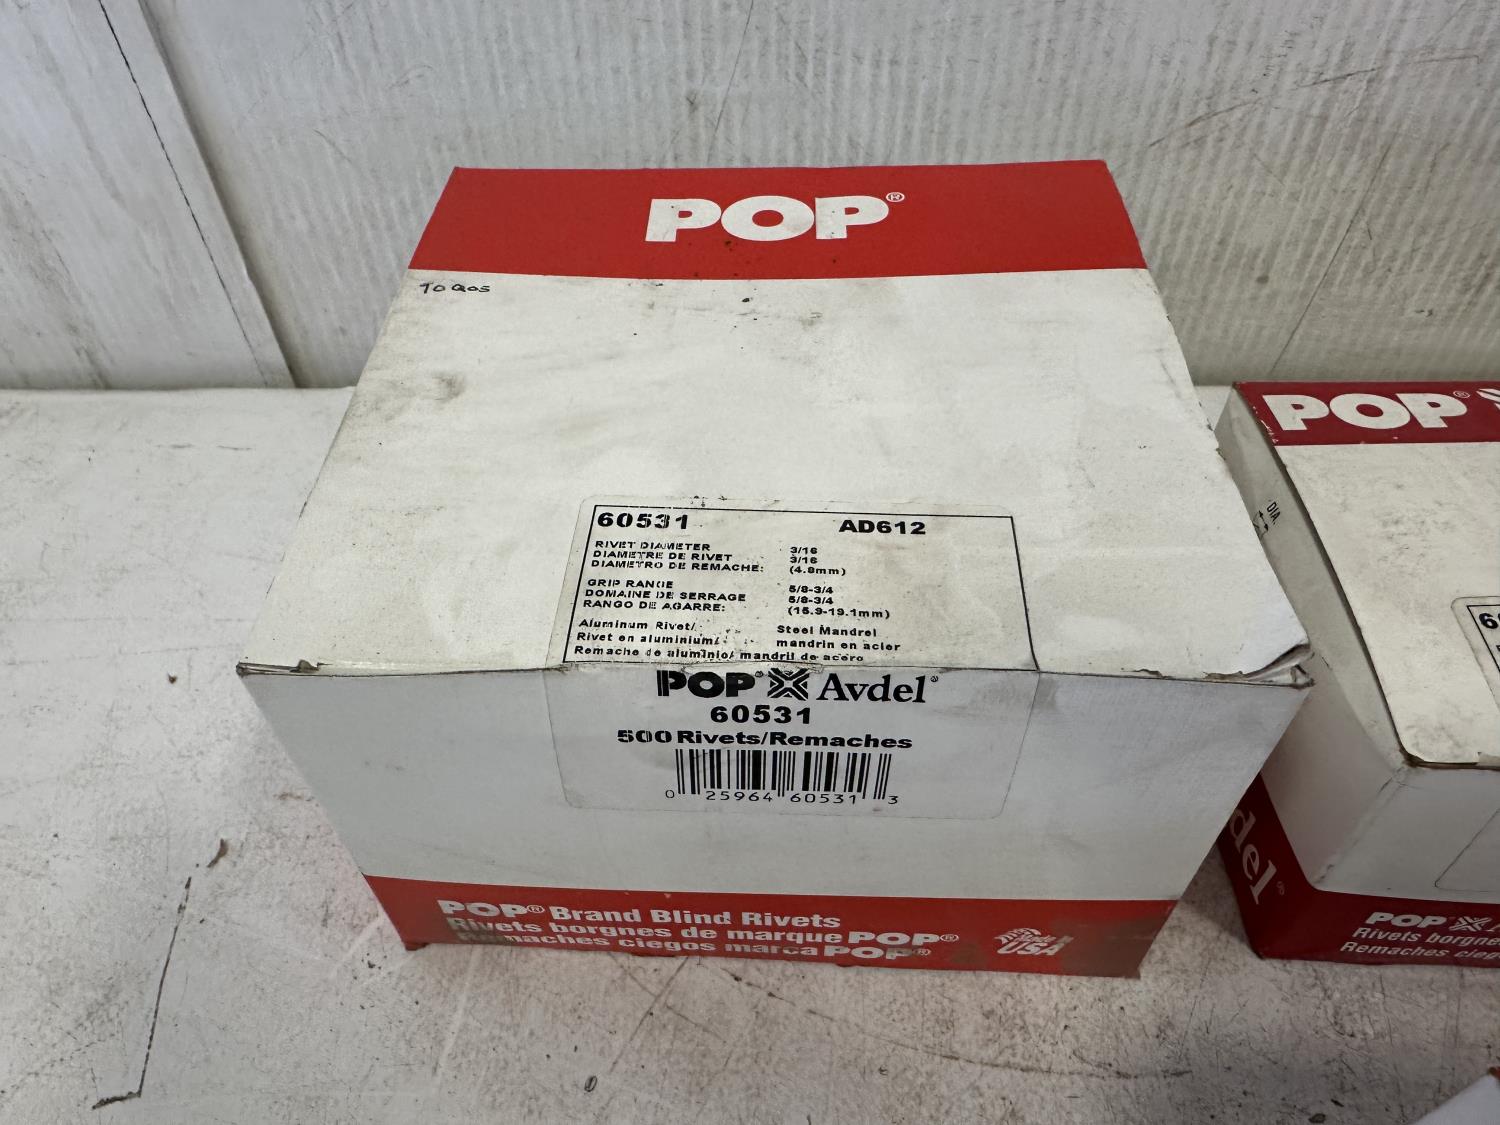 POP®
TO Qos
60531 AD612
RIVET DIAMETER 3/16
DIAMETRE DE RIVET 3/16
DIAMETRO DE REMACHE: (4.8mm)
GRIP RANGE 5/8-3/4
DOMAINE DE SERRAGE 5/8-3/4
RANGO DE AGARRE: (15.9-19.1mm)
Aluminum Rivet/ Steel Mandrel
Rivet en aluminium/ mandrin en acier
Remache de aluminio/ mandril de acero
POP® Avdel®
60531
500 Rivets/Remaches
0 25964 60531 3
POP® Brand Blind Rivets
Rivets borgnes de marque POP®
Remaches ciegos marca POP®
USA
POP®
DIA.
del®
POP®
Rivets borgnes
Remaches